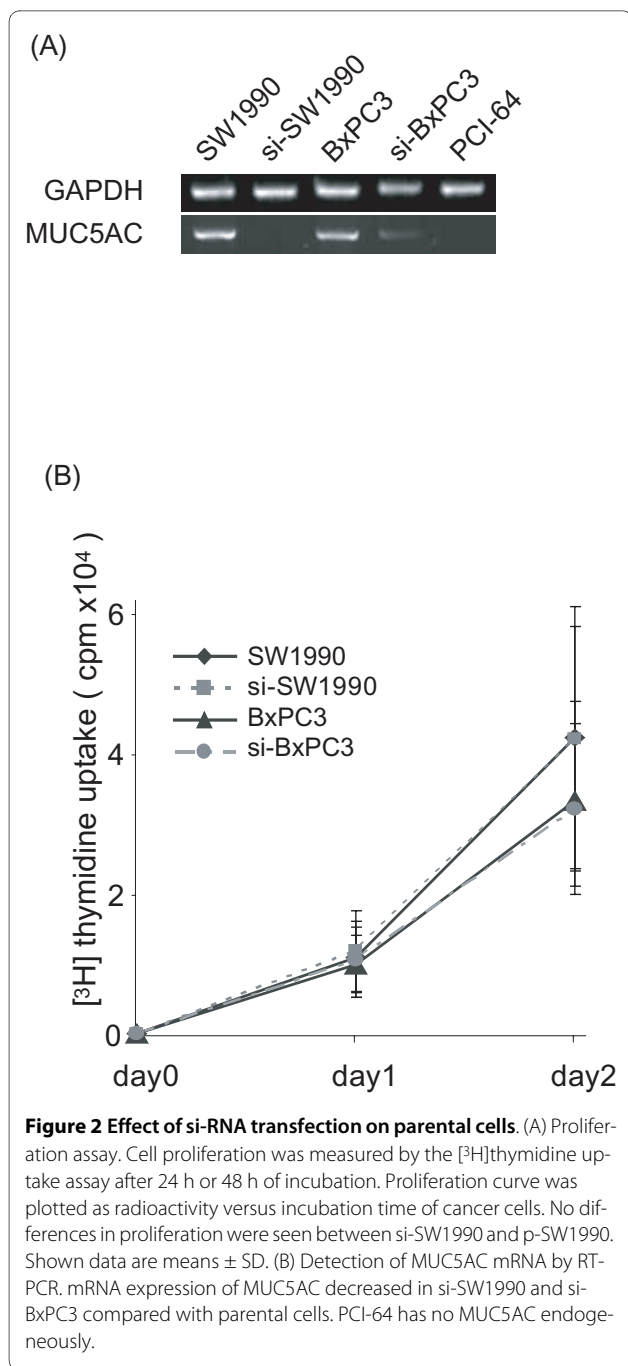 (A)
SW1990 si-SW1990 BxPC3 si-BxPC3 PCI-64
GAPDH
MUC5AC
(B)
[³H] thymidine uptake ( cpm x10⁴ )
6
4
2
0
SW1990
si-SW1990
BxPC3
si-BxPC3
day0 day1 day2
Figure 2 Effect of si-RNA transfection on parental cells. (A) Prolifer-
ation assay. Cell proliferation was measured by the [³H]thymidine up-
take assay after 24 h or 48 h of incubation. Proliferation curve was
plotted as radioactivity versus incubation time of cancer cells. No dif-
ferences in proliferation were seen between si-SW1990 and p-SW1990.
Shown data are means ± SD. (B) Detection of MUC5AC mRNA by RT-
PCR. mRNA expression of MUC5AC decreased in si-SW1990 and si-
BxPC3 compared with parental cells. PCI-64 has no MUC5AC endoge-
neously.